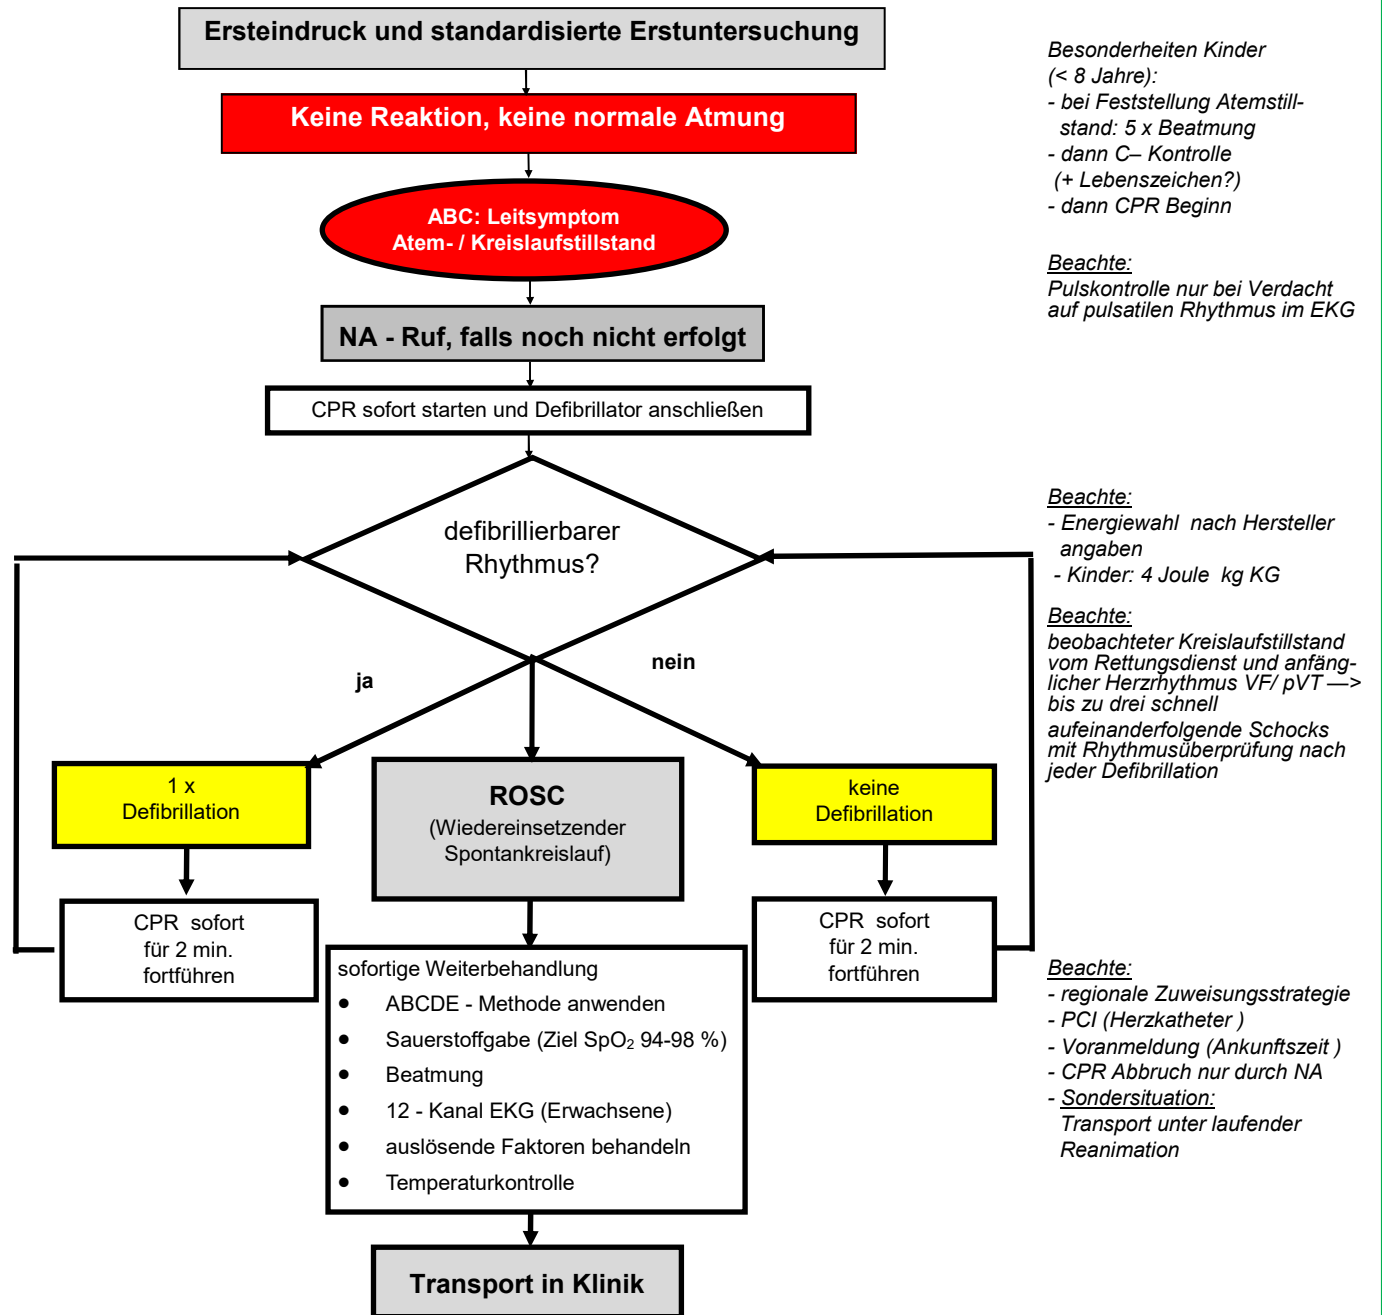 Ersteindruck und standardisierte Erstuntersuchung
Keine Reaktion, keine normale Atmung
ABC: Leitsymptom
Atem- / Kreislaufstillstand
NA - Ruf, falls noch nicht erfolgt
CPR sofort starten und Defibrillator anschließen
defibrillierbarer
Rhythmus?
ja
nein
1 x
Defibrillation
CPR  sofort
für 2 min.
fortführen
ROSC
(Wiedereinsetzender
Spontankreislauf)
keine
Defibrillation
CPR  sofort
für 2 min.
fortführen
sofortige Weiterbehandlung
● ABCDE - Methode anwenden
● Sauerstoffgabe (Ziel SpO₂ 94-98 %)
● Beatmung
● 12 - Kanal EKG (Erwachsene)
● auslösende Faktoren behandeln
● Temperaturkontrolle
Transport in Klinik
Besonderheiten Kinder
(< 8 Jahre):
- bei Feststellung Atemstill-
stand: 5 x Beatmung
- dann C– Kontrolle
(+ Lebenszeichen?)
- dann CPR Beginn
Beachte:
Pulskontrolle nur bei Verdacht
auf pulsatilen Rhythmus im EKG
Beachte:
- Energiewahl  nach Hersteller
angaben
- Kinder: 4 Joule  kg KG
Beachte:
beobachteter Kreislaufstillstand
vom Rettungsdienst und anfäng-
licher Herzrhythmus VF/ pVT —>
bis zu drei schnell
aufeinanderfolgende Schocks
mit Rhythmusüberprüfung nach
jeder Defibrillation
Beachte:
- regionale Zuweisungsstrategie
- PCI (Herzkatheter )
- Voranmeldung (Ankunftszeit )
- CPR Abbruch nur durch NA
- Sondersituation:
Transport unter laufender
Reanimation